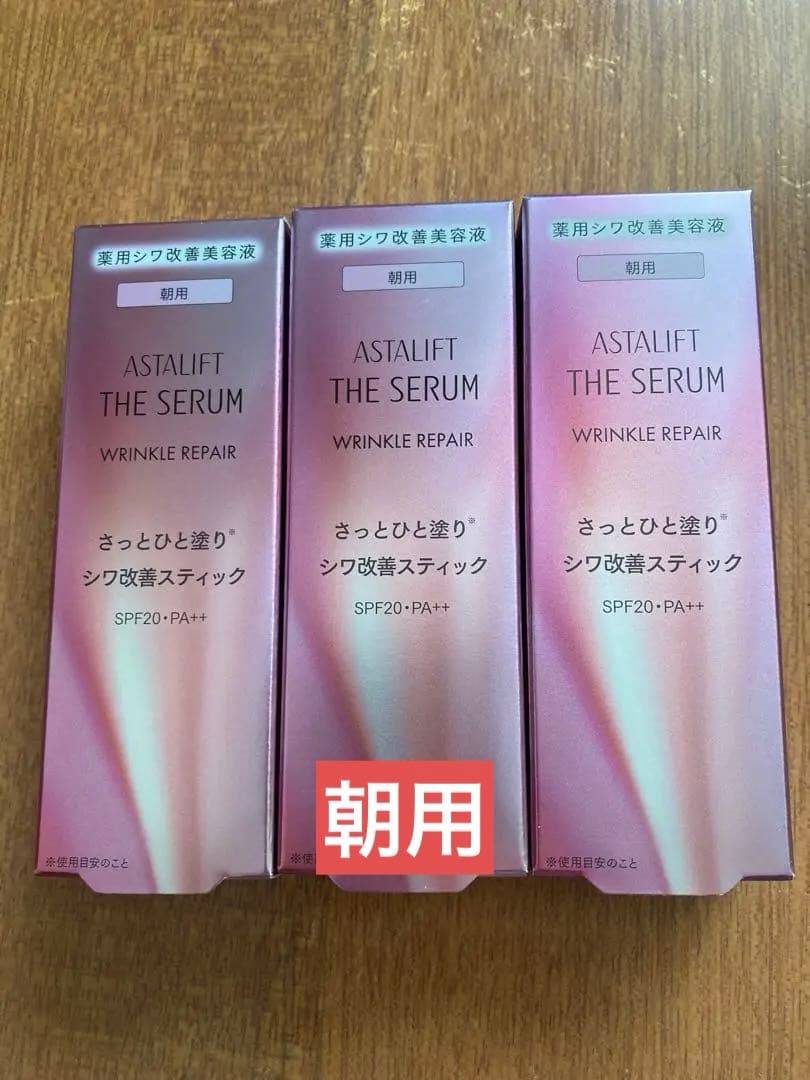 薬用シワ改善美容液
朝用
ASTALIFT
THE SERUM
WRINKLE REPAIR
さっとひと塗り※
シワ改善スティック
SPF20・PA++
※使用目安のこと
薬用シワ改善美容液
朝用
ASTALIFT
THE SERUM
WRINKLE REPAIR
さっとひと塗り※
シワ改善スティック
SPF20・PA++
※使
朝用
薬用シワ改善美容液
朝用
ASTALIFT
THE SERUM
WRINKLE REPAIR
さっとひと塗り※
シワ改善スティック
SPF20・PA++
※使用目安のこと